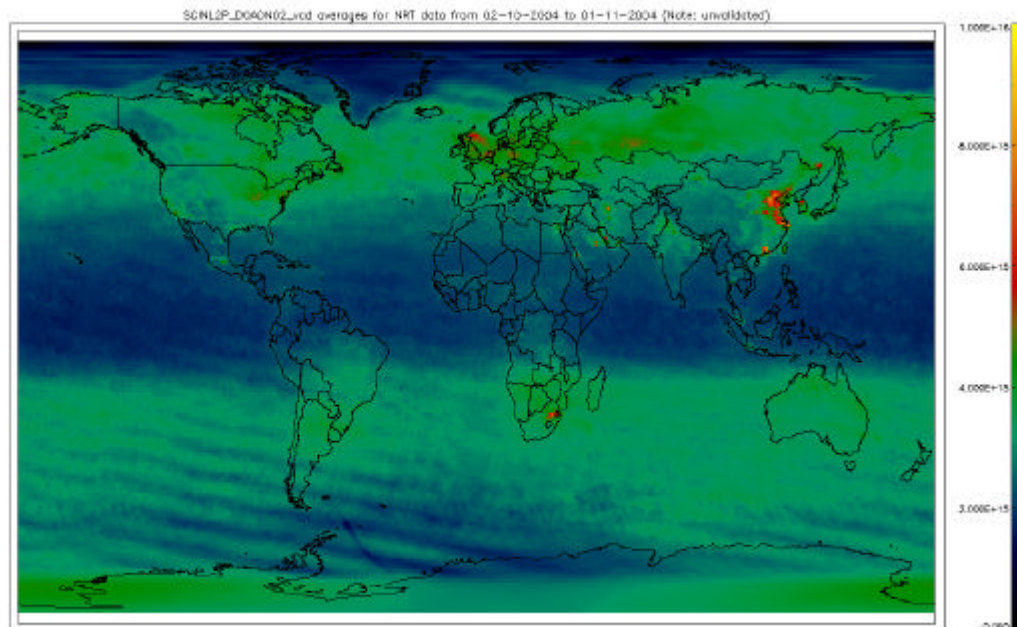 averages for NRT data from 02-10-2004 to 01-11-2004 (Note: unvalidated)
1.000E+16
8.000E+15
6.000E+15
4.000E+15
2.000E+15